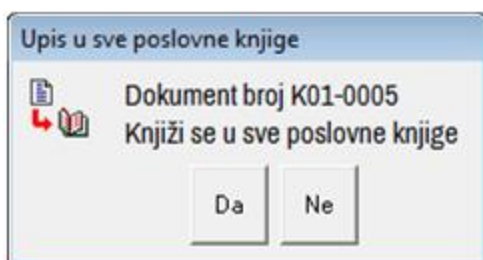 Upis u sve poslovne knjige
Dokument broj K01-0005
Knjiži se u sve poslovne knjige
Da
Ne